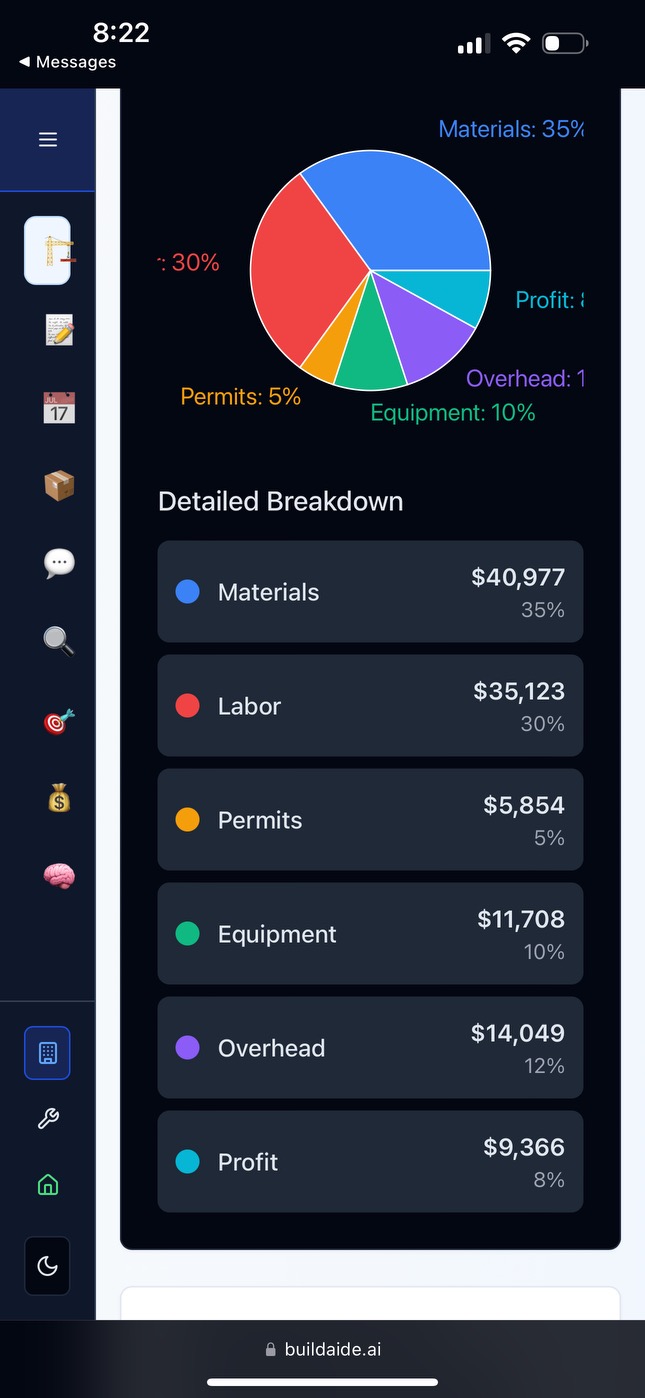 8:22
◀ Messages
Materials: 35%
: 30%
Profit:
Overhead: 1
Permits: 5%
Equipment: 10%
JUL
17
Detailed Breakdown
Materials
$40,977
35%
Labor
$35,123
30%
Permits
$5,854
5%
Equipment
$11,708
10%
Overhead
$14,049
12%
Profit
$9,366
8%
buildaide.ai